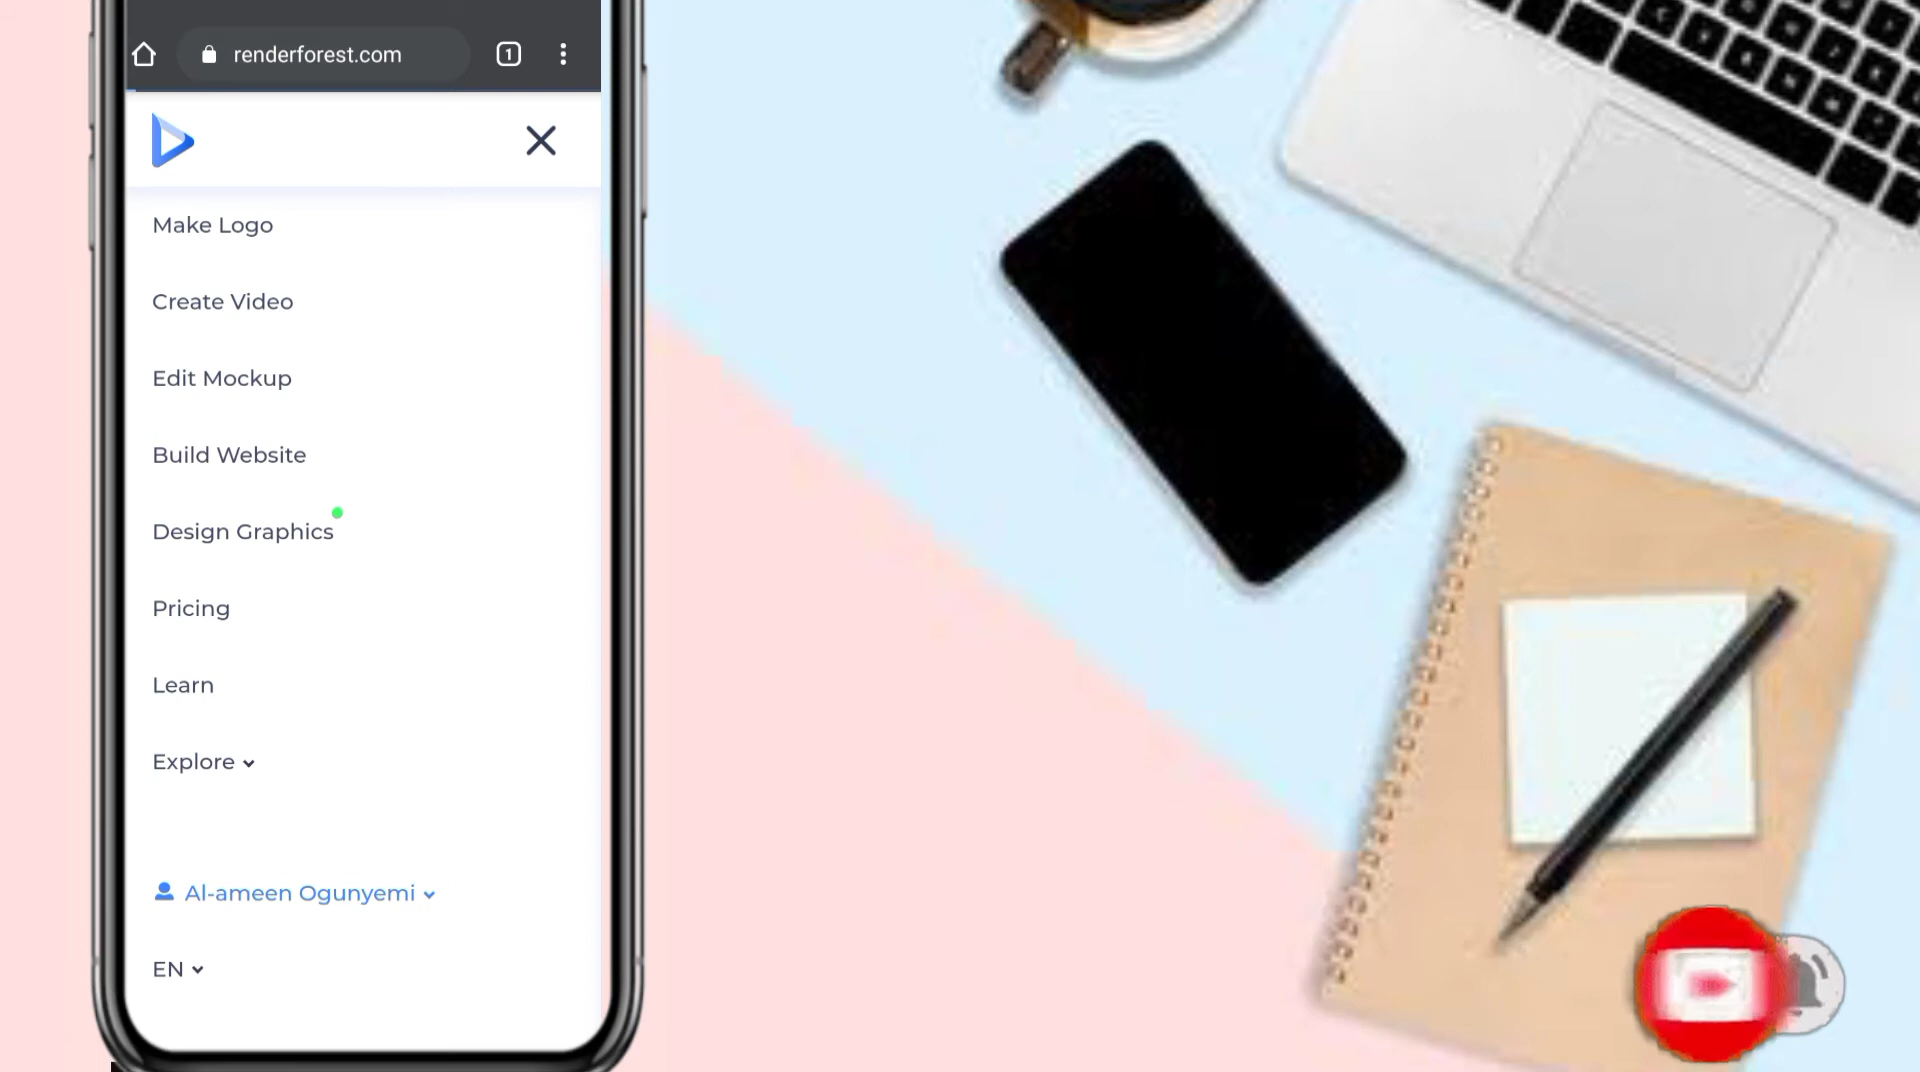 renderforest.com
1
Make Logo
Create Video
Edit Mockup
Build Website
Design Graphics
Pricing
Learn
Explore
Al-ameen Ogunyemi
EN